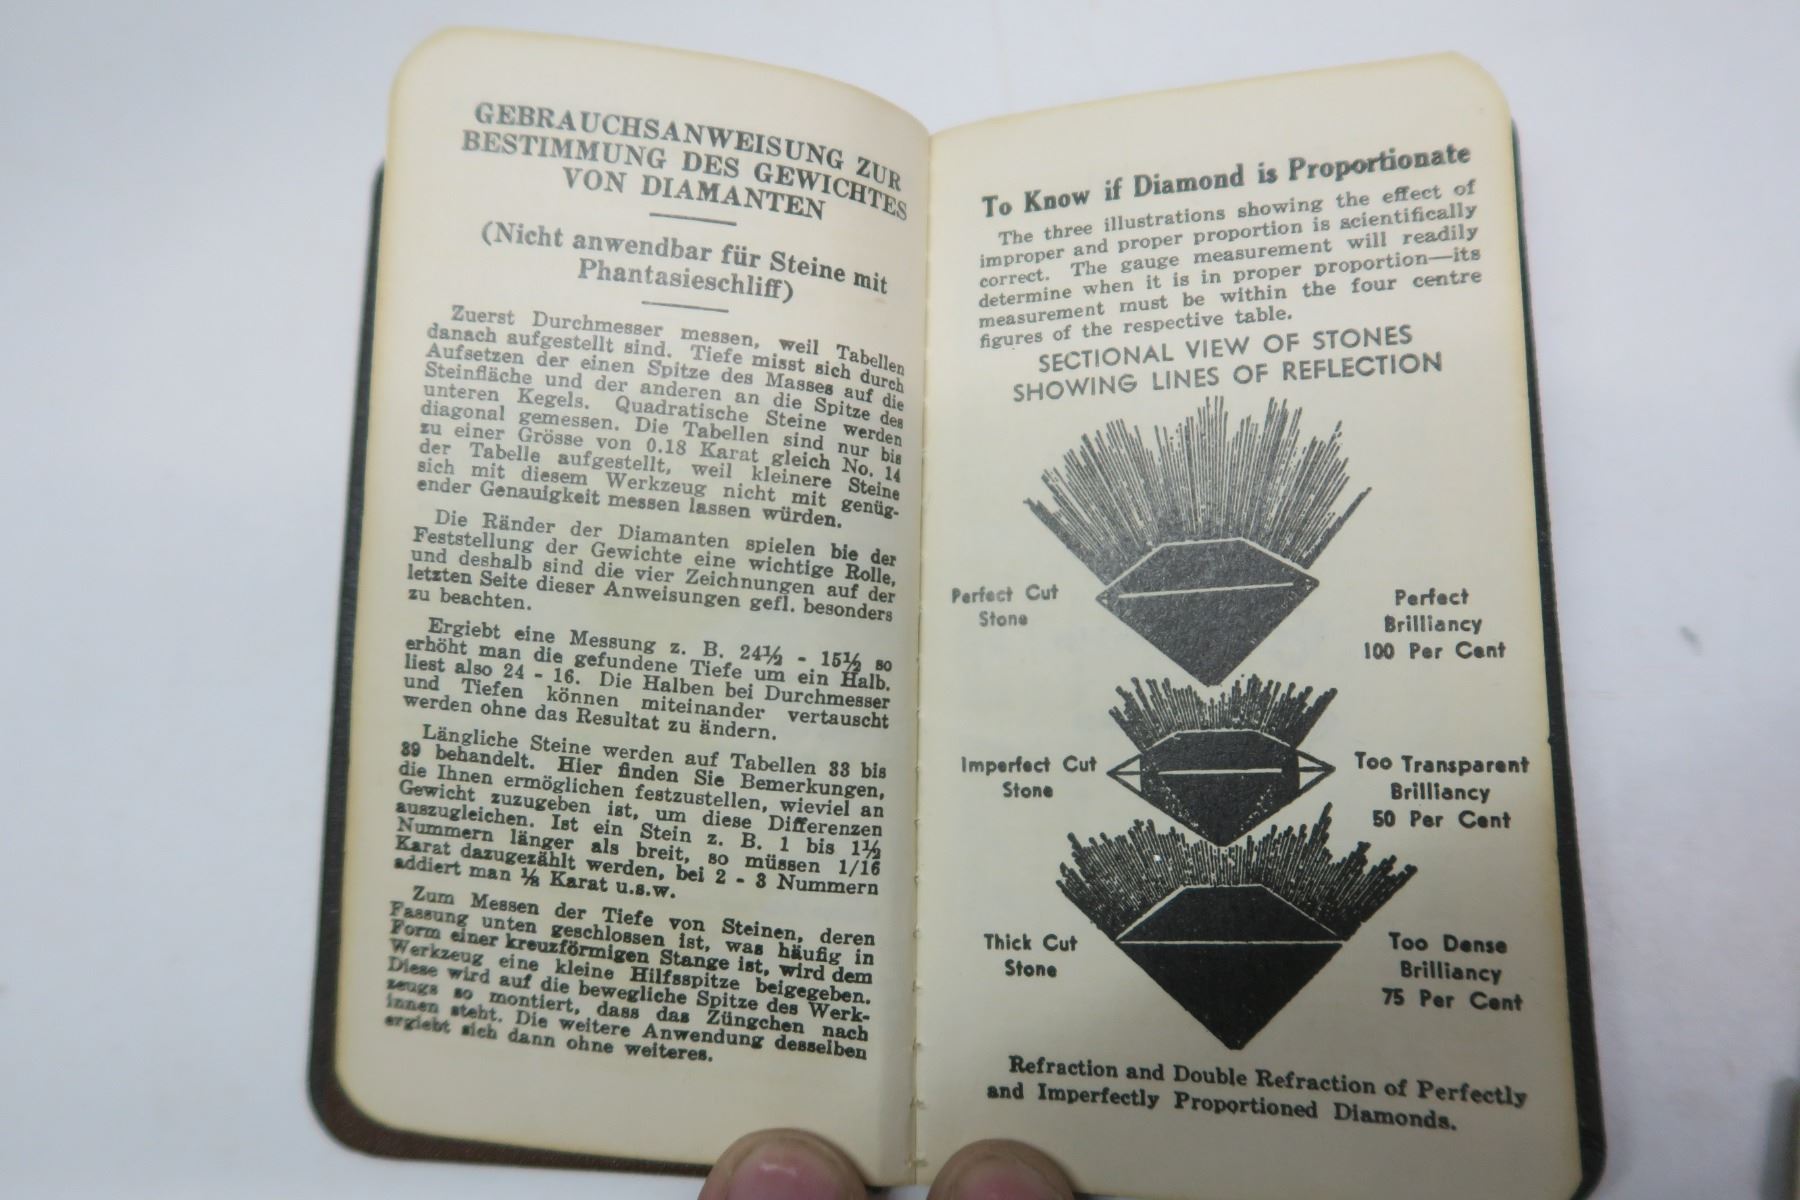 GEBRAUCHSANWEISUNG ZUR
BESTIMMUNG DES GEWICHTES
VON DIAMANTEN
(Nicht anwendbar für Steine mit
Phantasieschliff)
Zuerst Durchmesser messen, weil Tabellen
danach aufgestellt sind. Tiefe misst sich durch
Aufsetzen der einen Spitze des Masses auf die
Steinfläche und der anderen an die Spitze des
unteren Kegels. Quadratische Steine werden
diagonal gemessen. Die Tabellen sind nur bis
zu einer Grösse von 0.18 Karat gleich No. 14
der Tabelle aufgestellt, weil kleinere Steine
sich mit diesem Werkzeug nicht mit genüg-
ender Genauigkeit messen lassen würden.
Die Ränder der Diamanten spielen bie der
Feststellung der Gewichte eine wichtige Rolle,
und deshalb sind die vier Zeichnungen auf der
letzten Seite dieser Anweisungen gefl. besonders
zu beachten.
Ergiebt eine Messung z. B. 24½ - 15½ so
erhöht man die gefundene Tiefe um ein Halb.
liest also 24 - 16. Die Halben bei Durchmesser
und Tiefen können miteinander vertauscht
werden ohne das Resultat zu ändern.
Längliche Steine werden auf Tabellen 33 bis
39 behandelt. Hier finden Sie Bemerkungen,
die Ihnen ermöglichen festzustellen, wieviel an
Gewicht zuzugeben ist, um diese Differenzen
auszugleichen. Ist ein Stein z. B. 1 bis 1½
Nummern länger als breit, so müssen 1/16
Karat dazugezählt werden, bei 2 - 3 Nummern
addiert man ⅛ Karat u.s.w.
Zum Messen der Tiefe von Steinen, deren
Fassung unten geschlossen ist, was häufig in
Form einer kreuzförmigen Stange ist, wird dem
Werkzeug eine kleine Hilfsspitze beigegeben.
Diese wird auf die bewegliche Spitze des Werk-
zeugs so montiert, dass das Züngchen nach
innen steht. Die weitere Anwendung desselben
ergiebt sich dann ohne weiteres.
To Know if Diamond is Proportionate
The three illustrations showing the effect of
improper and proper proportion is scientifically
correct. The gauge measurement will readily
determine when it is in proper proportion—its
measurement must be within the four centre
figures of the respective table.
SECTIONAL VIEW OF STONES
SHOWING LINES OF REFLECTION
Perfect Cut
Stone
Perfect
Brilliancy
100 Per Cent
Imperfect Cut
Stone
Too Transparent
Brilliancy
50 Per Cent
Thick Cut
Stone
Too Dense
Brilliancy
75 Per Cent
Refraction and Double Refraction of Perfectly
and Imperfectly Proportioned Diamonds.